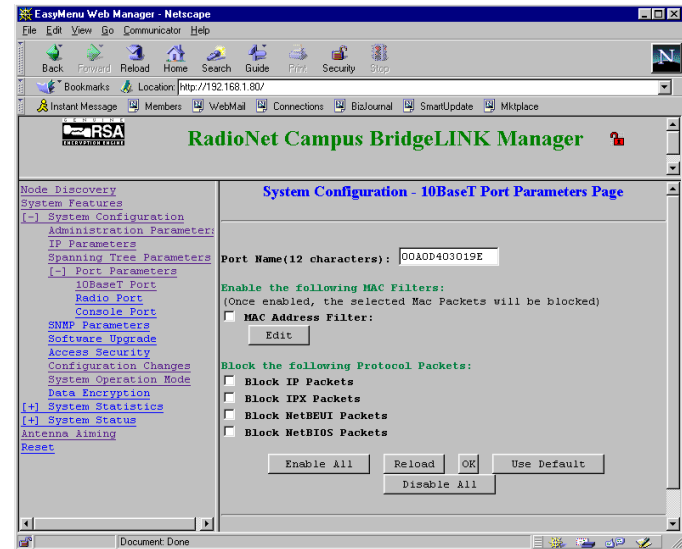 EasyMenu Web Manager - Netscape
File Edit View Go Communicator Help
Back Forward Reload Home Search Guide Print Security Stop
N
Bookmarks Location: http://192.168.1.80/
Instant Message Members WebMail Connections BizJournal SmartUpdate Mktplace
GENUINE
RSA
ENCRYPTION ENGINE
RadioNet Campus BridgeLINK Manager
Node Discovery
System Features
[-] System Configuration
Administration Parameter
IP Parameters
Spanning Tree Parameters
[-] Port Parameters
10BaseT Port
Radio Port
Console Port
SNMP Parameters
Software Upgrade
Access Security
Configuration Changes
System Operation Mode
Data Encryption
[+] System Statistics
[+] System Status
Antenna Aiming
Reset
System Configuration - 10BaseT Port Parameters Page
Port Name(12 characters): 00A0D403019E
Enable the following MAC Filters:
(Once enabled, the selected Mac Packets will be blocked)
MAC Address Filter:
Edit
Block the following Protocol Packets:
Block IP Packets
Block IPX Packets
Block NetBEUI Packets
Block NetBIOS Packets
Enable All Reload OK Use Default
Disable All
Document: Done